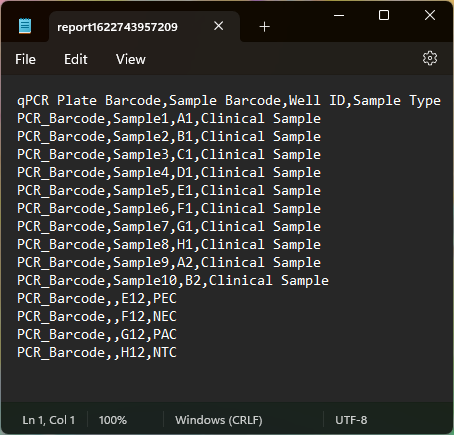 report1622743957209
File Edit View
qPCR Plate Barcode,Sample Barcode,Well ID,Sample Type
PCR_Barcode,Sample1,A1,Clinical Sample
PCR_Barcode,Sample2,B1,Clinical Sample
PCR_Barcode,Sample3,C1,Clinical Sample
PCR_Barcode,Sample4,D1,Clinical Sample
PCR_Barcode,Sample5,E1,Clinical Sample
PCR_Barcode,Sample6,F1,Clinical Sample
PCR_Barcode,Sample7,G1,Clinical Sample
PCR_Barcode,Sample8,H1,Clinical Sample
PCR_Barcode,Sample9,A2,Clinical Sample
PCR_Barcode,Sample10,B2,Clinical Sample
PCR_Barcode,,E12,PEC
PCR_Barcode,,F12,NEC
PCR_Barcode,,G12,PAC
PCR_Barcode,,H12,NTC
Ln 1, Col 1 100% Windows (CRLF) UTF-8